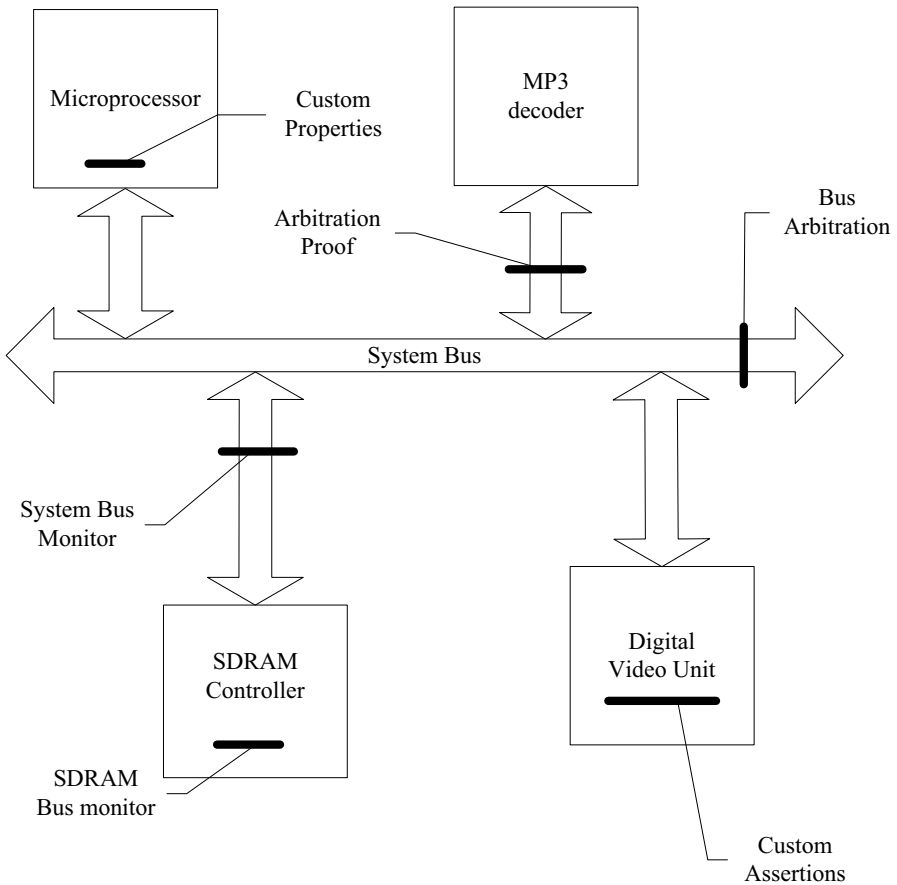 Microprocessor
Custom
Properties
MP3
decoder
Arbitration
Proof
Bus
Arbitration
System Bus
System Bus
Monitor
SDRAM
Controller
Digital
Video Unit
SDRAM
Bus monitor
Custom
Assertions